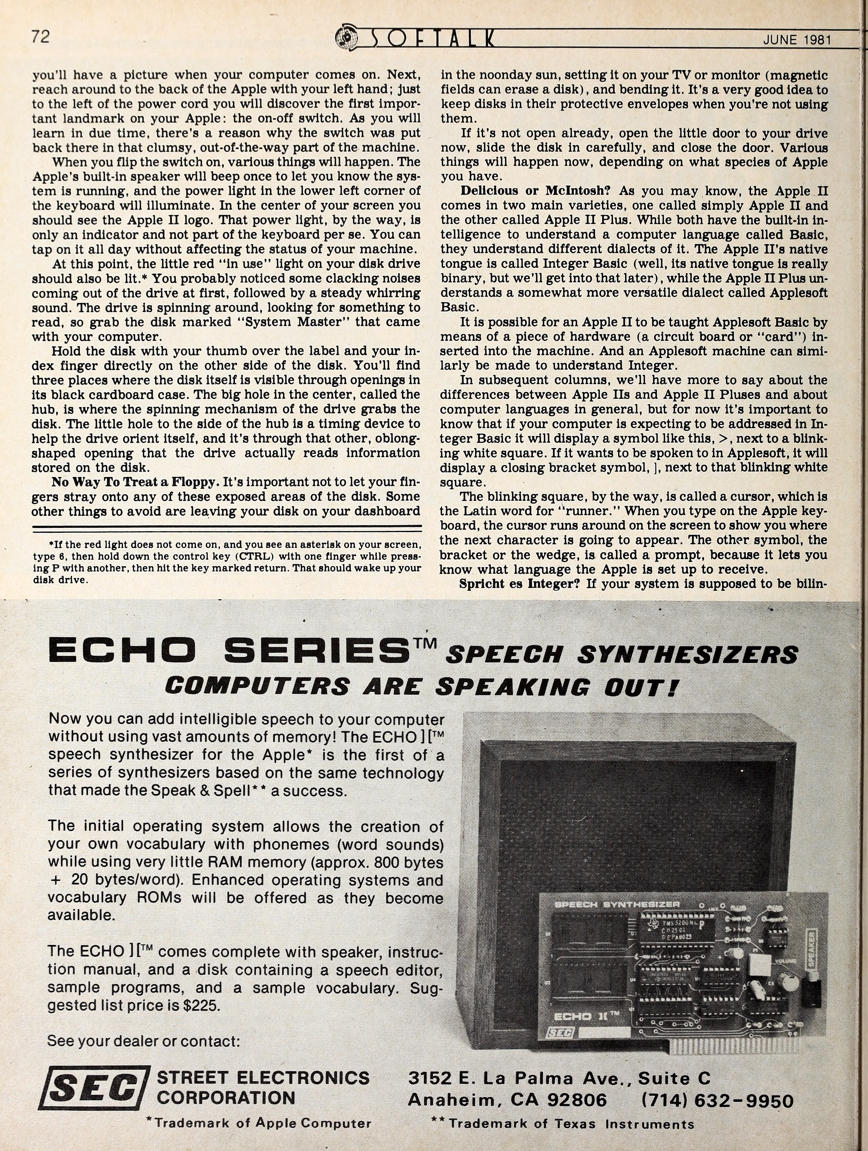 72
SOFTALK
JUNE 1981
you'll have a picture when your computer comes on. Next,
reach around to the back of the Apple with your left hand; just
to the left of the power cord you will discover the first impor-
tant landmark on your Apple: the on-off switch. As you will
learn in due time, there's a reason why the switch was put
back there in that clumsy, out-of-the-way part of the machine.
When you flip the switch on, various things will happen. The
Apple's built-in speaker will beep once to let you know the sys-
tem is running, and the power light in the lower left corner of
the keyboard will illuminate. In the center of your screen you
should see the Apple II logo. That power light, by the way, is
only an indicator and not part of the keyboard per se. You can
tap on it all day without affecting the status of your machine.
At this point, the little red "in use" light on your disk drive
should also be lit.* You probably noticed some clacking noises
coming out of the drive at first, followed by a steady whirring
sound. The drive is spinning around, looking for something to
read, so grab the disk marked "System Master" that came
with your computer.
Hold the disk with your thumb over the label and your in-
dex finger directly on the other side of the disk. You'll find
three places where the disk itself is visible through openings in
its black cardboard case. The big hole in the center, called the
hub, is where the spinning mechanism of the drive grabs the
disk. The little hole to the side of the hub is a timing device to
help the drive orient itself, and it's through that other, oblong-
shaped opening that the drive actually reads information
stored on the disk.
No Way To Treat a Floppy. It's important not to let your fin-
gers stray onto any of these exposed areas of the disk. Some
other things to avoid are leaving your disk on your dashboard
*If the red light does not come on, and you see an asterisk on your screen,
type 6, then hold down the control key (CTRL) with one finger while press-
ing P with another, then hit the key marked return. That should wake up your
disk drive.
in the noonday sun, setting it on your TV or monitor (magnetic
fields can erase a disk), and bending it. It's a very good idea to
keep disks in their protective envelopes when you're not using
them.
If it's not open already, open the little door to your drive
now, slide the disk in carefully, and close the door. Various
things will happen now, depending on what species of Apple
you have.
Delicious or McIntosh? As you may know, the Apple II
comes in two main varieties, one called simply Apple II and
the other called Apple II Plus. While both have the built-in in-
telligence to understand a computer language called Basic,
they understand different dialects of it. The Apple II's native
tongue is called Integer Basic (well, its native tongue is really
binary, but we'll get into that later), while the Apple II Plus un-
derstands a somewhat more versatile dialect called Applesoft
Basic.
It is possible for an Apple II to be taught Applesoft Basic by
means of a piece of hardware (a circuit board or "card") in-
serted into the machine. And an Applesoft machine can simi-
larly be made to understand Integer.
In subsequent columns, we'll have more to say about the
differences between Apple IIs and Apple II Pluses and about
computer languages in general, but for now it's important to
know that if your computer is expecting to be addressed in In-
teger Basic it will display a symbol like this, >, next to a blink-
ing white square. If it wants to be spoken to in Applesoft, it will
display a closing bracket symbol, ], next to that blinking white
square.
The blinking square, by the way, is called a cursor, which is
the Latin word for "runner." When you type on the Apple key-
board, the cursor runs around on the screen to show you where
the next character is going to appear. The other symbol, the
bracket or the wedge, is called a prompt, because it lets you
know what language the Apple is set up to receive.
Spricht es Integer? If your system is supposed to be bilin-
ECHO SERIES™ SPEECH SYNTHESIZERS
COMPUTERS ARE SPEAKING OUT!
Now you can add intelligible speech to your computer
without using vast amounts of memory! The ECHO ][™
speech synthesizer for the Apple* is the first of a
series of synthesizers based on the same technology
that made the Speak & Spell** a success.
The initial operating system allows the creation of
your own vocabulary with phonemes (word sounds)
while using very little RAM memory (approx. 800 bytes
+ 20 bytes/word). Enhanced operating systems and
vocabulary ROMs will be offered as they become
available.
The ECHO ][™ comes complete with speaker, instruc-
tion manual, and a disk containing a speech editor,
sample programs, and a sample vocabulary. Sug-
gested list price is $225.
See your dealer or contact:
SPEECH SYNTHESIZER
VOLUME
SPEAKER
ECHO ][™
SEC
SEC STREET ELECTRONICS
CORPORATION
3152 E. La Palma Ave., Suite C
Anaheim, CA 92806 (714) 632-9950
*Trademark of Apple Computer
**Trademark of Texas Instruments